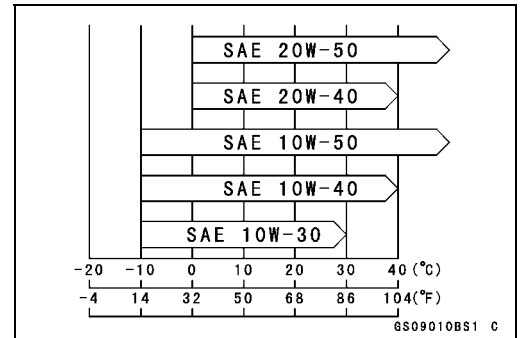 SAE 20W-50
SAE 20W-40
SAE 10W-50
SAE 10W-40
SAE 10W-30
-20 -10 0 10 20 30 40 (°C)
-4 14 32 50 68 86 104(°F)
GS09010BS1 C